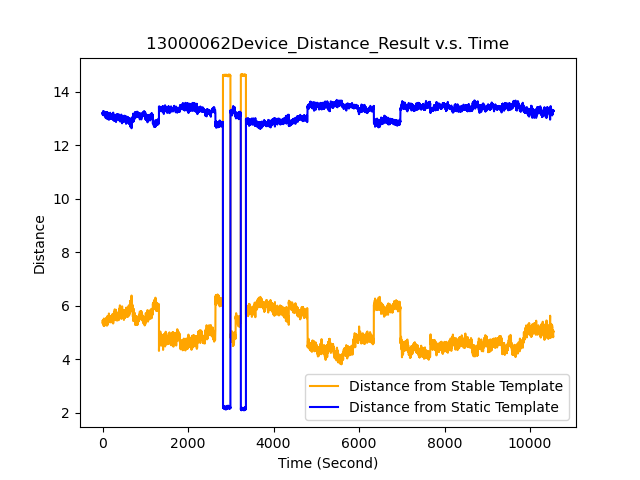 13000062Device_Distance_Result v.s. Time
14
12
10
8
6
4
2
Distance
Distance from Stable Template
Distance from Static Template
0 2000 4000 6000 8000 10000
Time (Second)